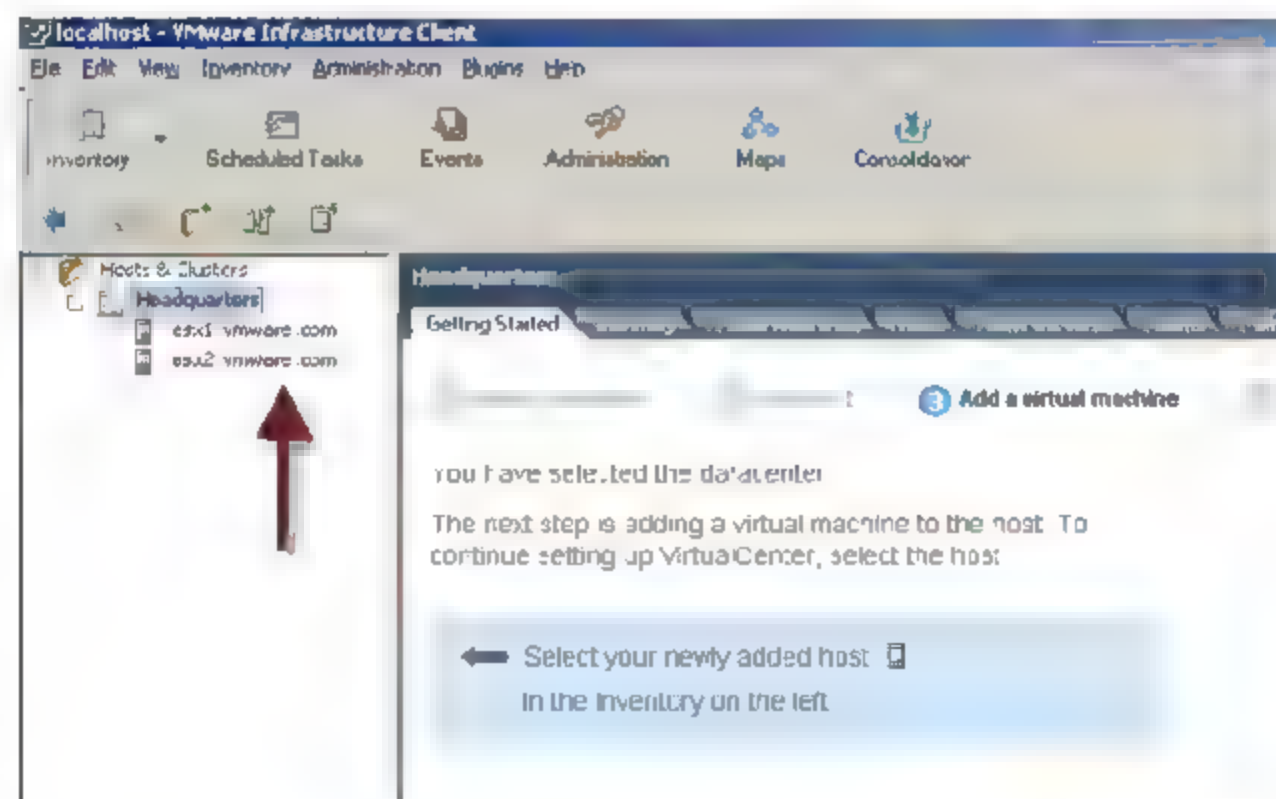 localhost - VMware Infrastructure Client
File Edit View Inventory Administration Plugins Help
Inventory Scheduled Tasks Events Administration Maps Consolidation
Hosts & Clusters
Headquarters
esx1.vmware.com
esx2.vmware.com
Headquarters
Getting Started
3 Add a virtual machine
You have selected the datacenter
The next step is adding a virtual machine to the host. To
continue setting up VirtualCenter, select the host
Select your newly added host
in the inventory on the left